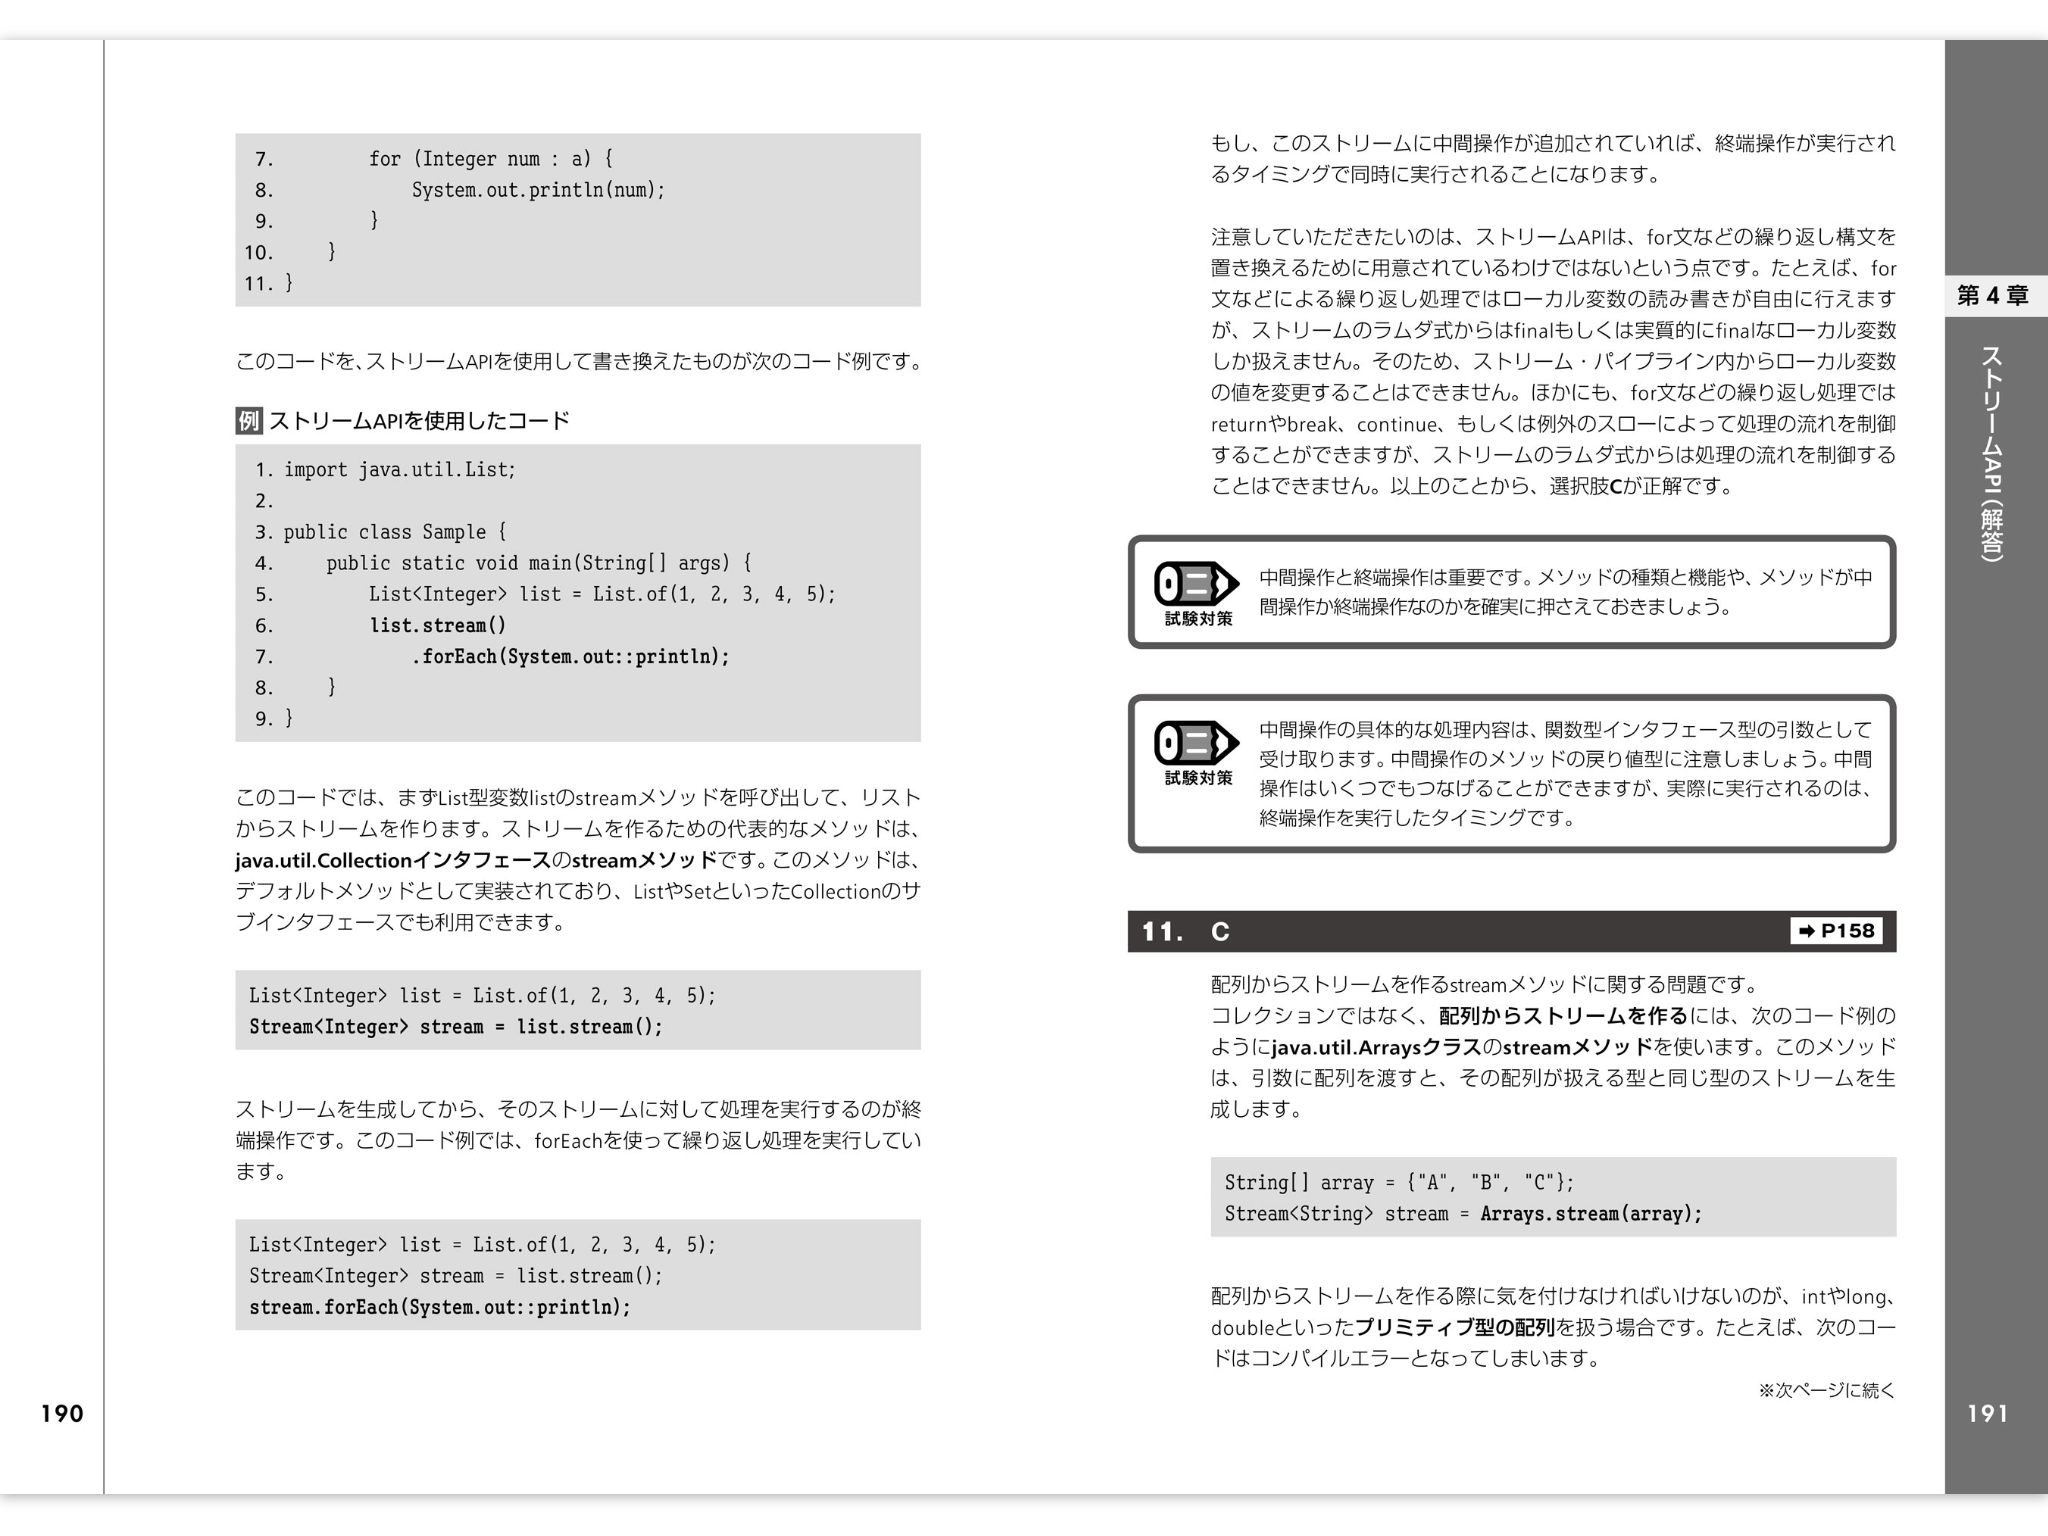 7.         for (Integer num : a) {
8.             System.out.println(num);
9.         }
10.     }
11. }
このコードを、ストリームAPIを使用して書き換えたものが次のコード例です。
例 ストリームAPIを使用したコード
1. import java.util.List;
2.
3. public class Sample {
4.     public static void main(String[] args) {
5.         List<Integer> list = List.of(1, 2, 3, 4, 5);
6.         list.stream()
7.             .forEach(System.out::println);
8.     }
9. }
このコードでは、まずList型変数listのstreamメソッドを呼び出して、リスト
からストリームを作ります。ストリームを作るための代表的なメソッドは、
java.util.Collectionインタフェースのstreamメソッドです。このメソッドは、
デフォルトメソッドとして実装されており、ListやSetといったCollectionのサ
ブインタフェースでも利用できます。
List<Integer> list = List.of(1, 2, 3, 4, 5);
Stream<Integer> stream = list.stream();
ストリームを生成してから、そのストリームに対して処理を実行するのが終
端操作です。このコード例では、forEachを使って繰り返し処理を実行してい
ます。
List<Integer> list = List.of(1, 2, 3, 4, 5);
Stream<Integer> stream = list.stream();
stream.forEach(System.out::println);
190
もし、このストリームに中間操作が追加されていれば、終端操作が実行され
るタイミングで同時に実行されることになります。
注意していただきたいのは、ストリームAPIは、for文などの繰り返し構文を
置き換えるために用意されているわけではないという点です。たとえば、for
文などによる繰り返し処理ではローカル変数の読み書きが自由に行えます
が、ストリームのラムダ式からはfinalもしくは実質的にfinalなローカル変数
しか扱えません。そのため、ストリーム・パイプライン内からローカル変数
の値を変更することはできません。ほかにも、for文などの繰り返し処理では
returnやbreak、continue、もしくは例外のスローによって処理の流れを制御
することができますが、ストリームのラムダ式からは処理の流れを制御する
ことはできません。以上のことから、選択肢Cが正解です。
試験対策
中間操作と終端操作は重要です。メソッドの種類と機能や、メソッドが中
間操作か終端操作なのかを確実に押さえておきましょう。
試験対策
中間操作の具体的な処理内容は、関数型インタフェース型の引数として
受け取ります。中間操作のメソッドの戻り値型に注意しましょう。中間
操作はいくつでもつなげることができますが、実際に実行されるのは、
終端操作を実行したタイミングです。
11. C ➡ P158
配列からストリームを作るstreamメソッドに関する問題です。
コレクションではなく、配列からストリームを作るには、次のコード例の
ようにjava.util.Arraysクラスのstreamメソッドを使います。このメソッド
は、引数に配列を渡すと、その配列が扱える型と同じ型のストリームを生
成します。
String[] array = {"A", "B", "C"};
Stream<String> stream = Arrays.stream(array);
配列からストリームを作る際に気を付けなければいけないのが、intやlong、
doubleといったプリミティブ型の配列を扱う場合です。たとえば、次のコー
ドはコンパイルエラーとなってしまいます。
※次ページに続く
第4章
ストリームAPI（解答）
191